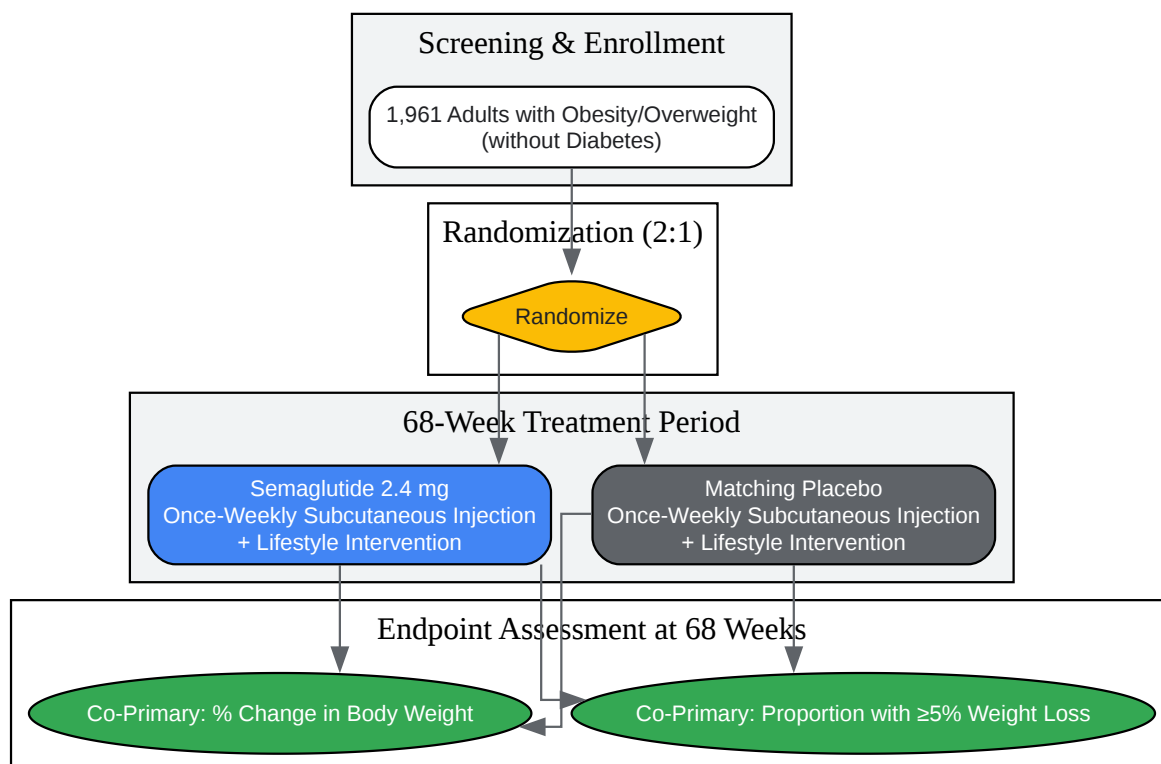 Screening & Enrollment
1,961 Adults with Obesity/Overweight
(without Diabetes)
Randomization (2:1)
Randomize
68-Week Treatment Period
Semaglutide 2.4 mg
Once-Weekly Subcutaneous Injection
+ Lifestyle Intervention
Matching Placebo
Once-Weekly Subcutaneous Injection
+ Lifestyle Intervention
Endpoint Assessment at 68 Weeks
Co-Primary: % Change in Body Weight
Co-Primary: Proportion with ≥5% Weight Loss